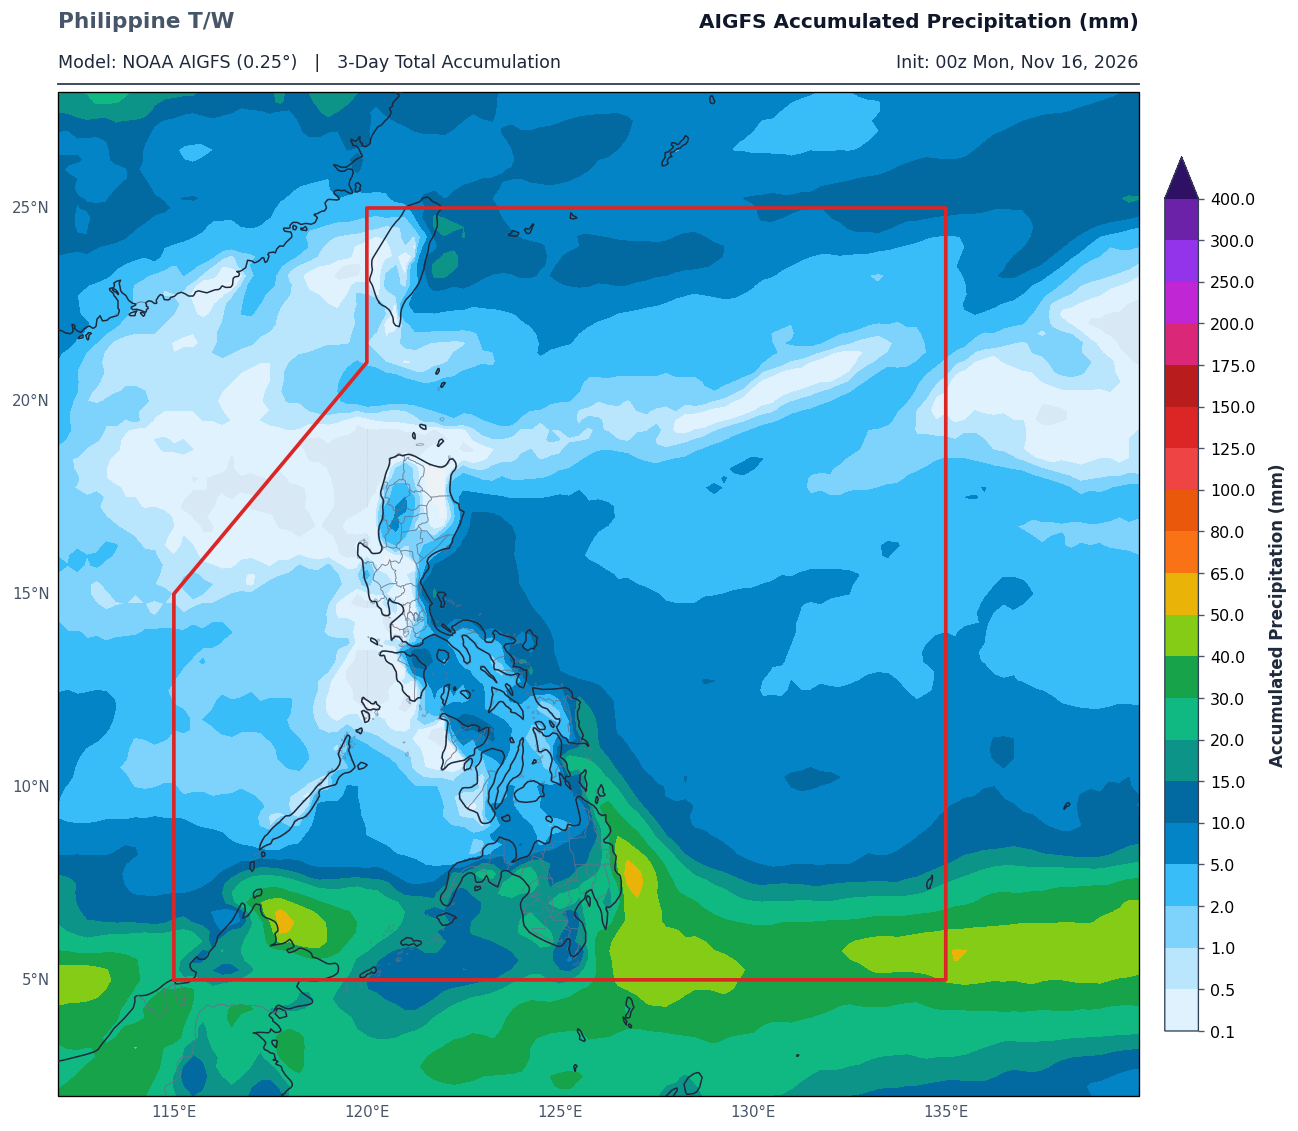 Philippine T/W
AIGFS Accumulated Precipitation (mm)
Model: NOAA AIGFS (0.25°) | 3-Day Total Accumulation
Init: 00z Mon, Nov 16, 2026
25°N
20°N
15°N
10°N
5°N
115°E
120°E
125°E
130°E
135°E
400.0
300.0
250.0
200.0
175.0
150.0
125.0
100.0
80.0
65.0
50.0
40.0
30.0
20.0
15.0
10.0
5.0
2.0
1.0
0.5
0.1
Accumulated Precipitation (mm)